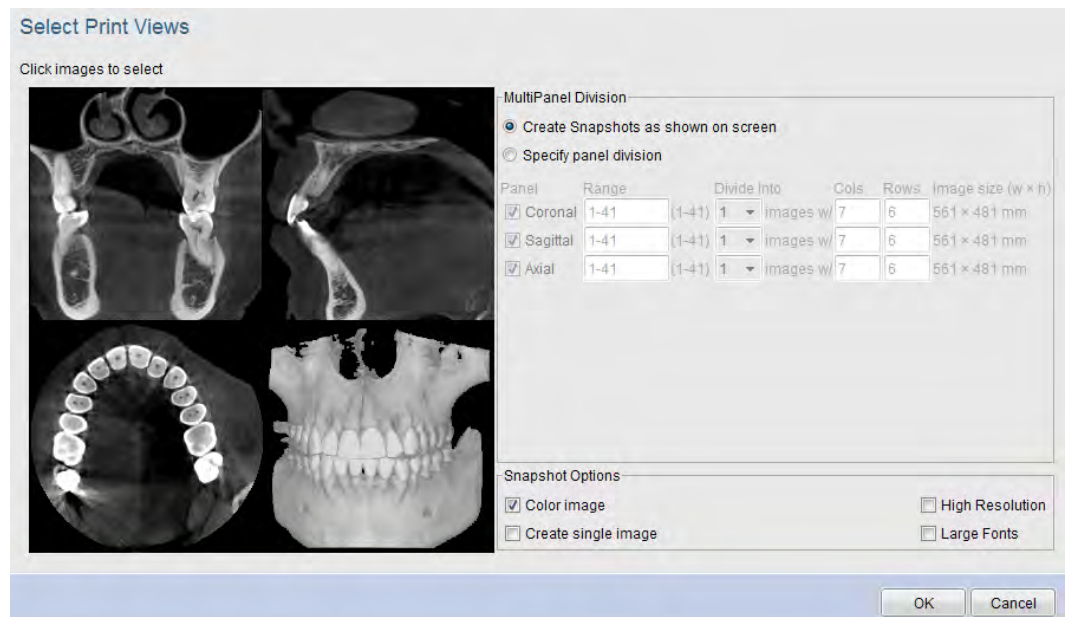 Select Print Views
Click images to select
MultiPanel Division
Create Snapshots as shown on screen
Specify panel division
Panel Range Divide Into Cols Rows Image size (w × h)
Coronal 1-41 (1-41) 1 images w/ 7 6 561 × 481 mm
Sagittal 1-41 (1-41) 1 images w/ 7 6 561 × 481 mm
Axial 1-41 (1-41) 1 images w/ 7 6 561 × 481 mm
Snapshot Options
Color image High Resolution
Create single image Large Fonts
OK Cancel